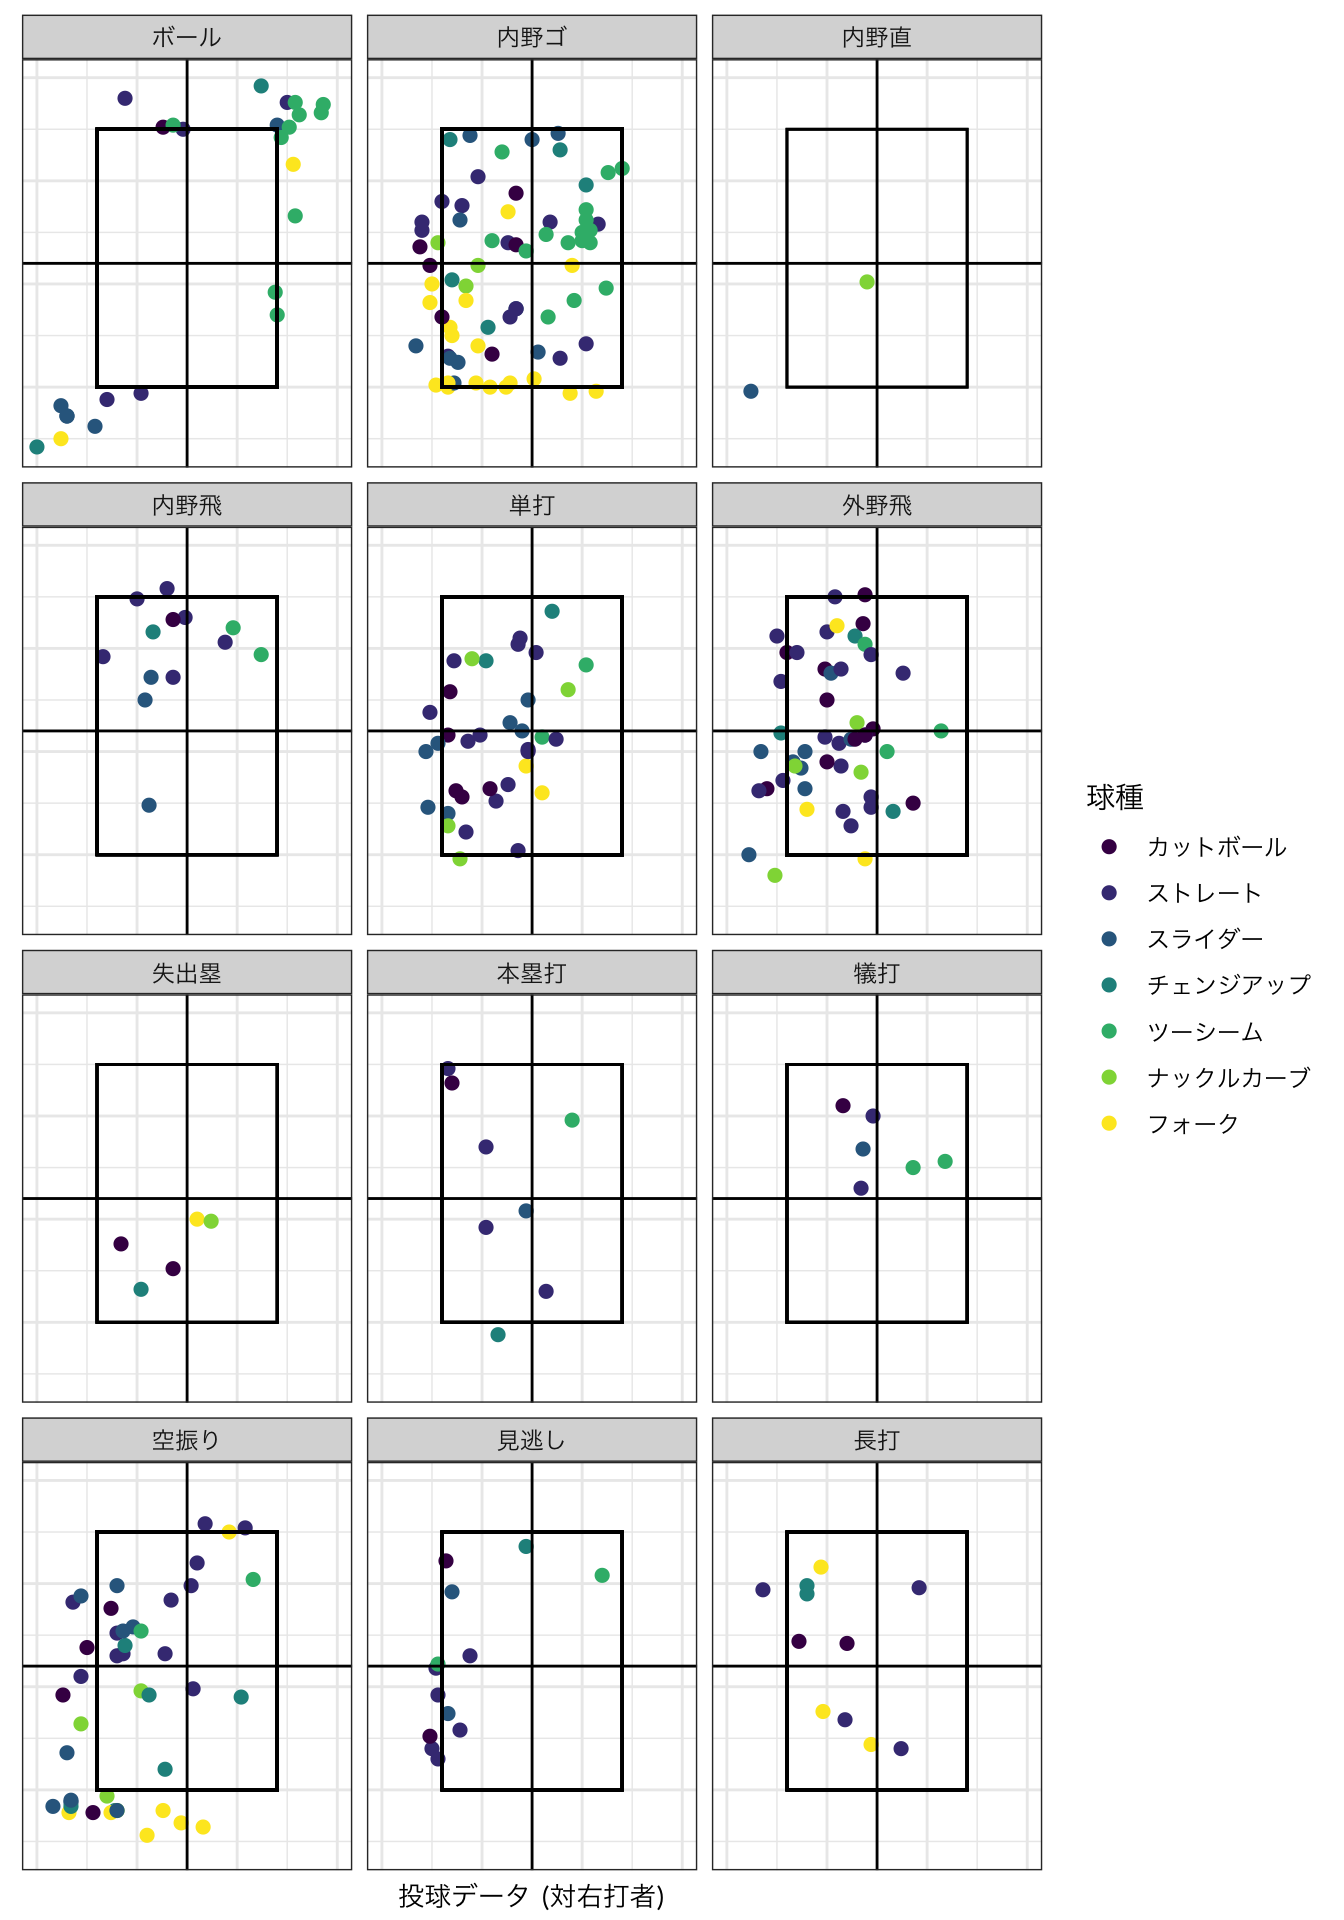 ボール
内野ゴ
内野直
内野飛
単打
外野飛
失出塁
本塁打
犠打
空振り
見逃し
長打
球種
カットボール
ストレート
スライダー
チェンジアップ
ツーシーム
ナックルカーブ
フォーク
投球データ (対右打者)